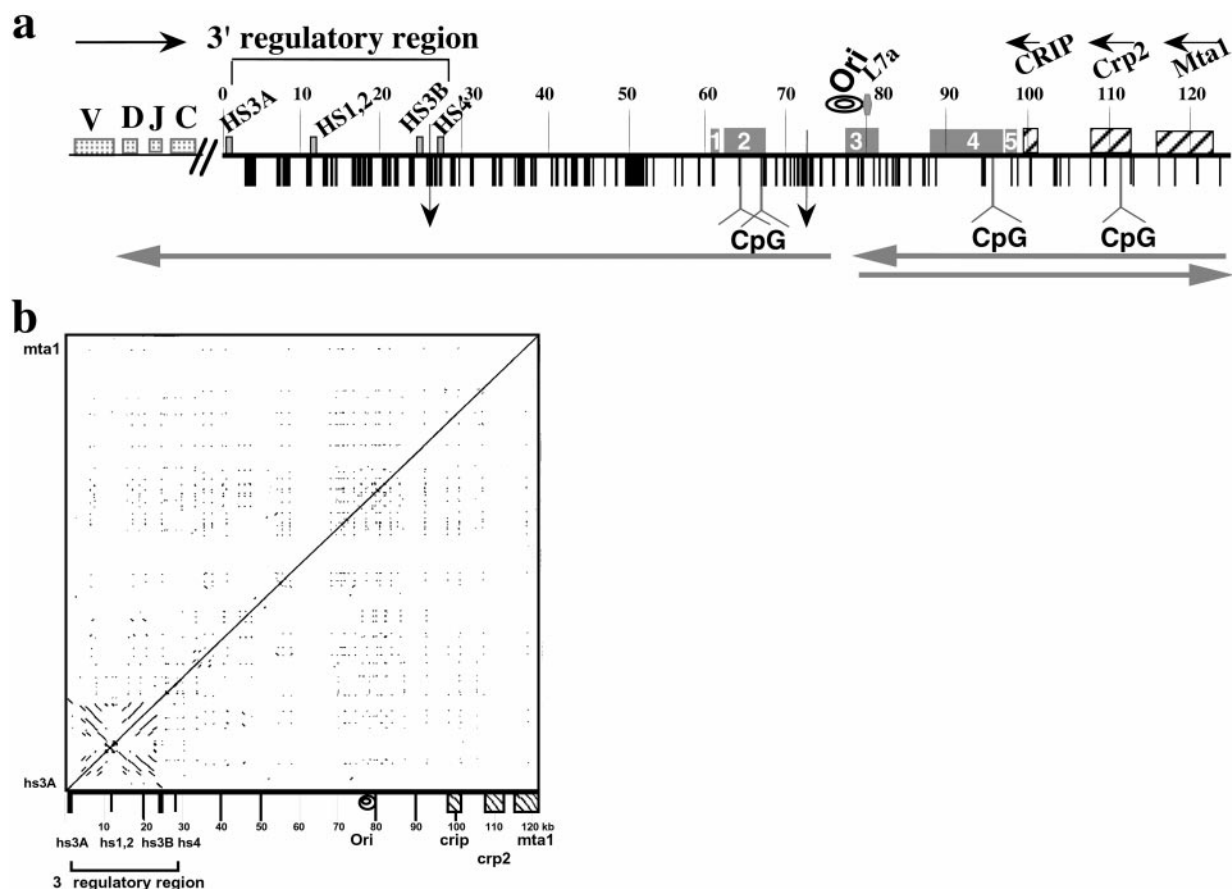 a
3' regulatory region
V D J C
HS3A HS1,2 HS3B HS4
Ori L7a CRIP Crp2 Mta1
0 10 20 30 40 50 60 70 80 90 100 110 120
1 2 3 4 5
CpG CpG CpG
b
mta1
hs3A
10 20 30 40 50 60 70 80 90 100 110 120 kb
hs3A hs1,2 hs3B hs4 Ori crip mta1
crp2
3 regulatory region